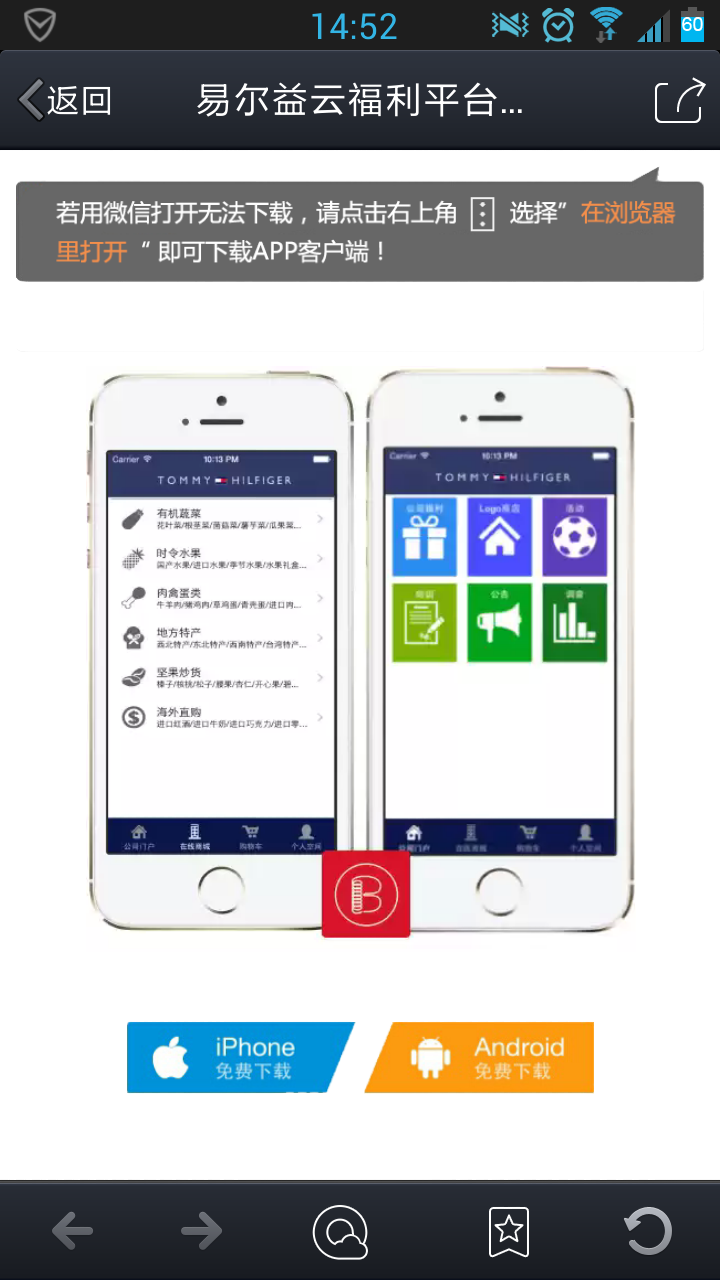 14:52
60
返回
易尔益云福利平台...
若用微信打开无法下载，请点击右上角 选择”在浏览器
里打开“ 即可下载APP客户端！
Carrier 10:13 PM
TOMMY HILFIGER
有机蔬菜
花叶菜/根茎菜/菌菇菜/薯芋菜/瓜果菜...
时令水果
国产水果/进口水果/季节水果/水果礼盒...
肉禽蛋类
牛羊肉/猪鸡肉/草鸡蛋/青壳蛋/进口肉...
地方特产
西北特产/东北特产/西南特产/台湾特产...
坚果炒货
榛子/核桃/松子/腰果/杏仁/开心果/碧...
海外直购
进口红酒/进口牛奶/进口巧克力/进口零...
公司门户 在线商城 购物车 个人空间
Carrier 10:13 PM
TOMMY HILFIGER
公司福利 Logo商店 活动
培训 公告 调查
公司门户 在线商城 购物车 个人空间
B
iPhone
免费下载
Android
免费下载